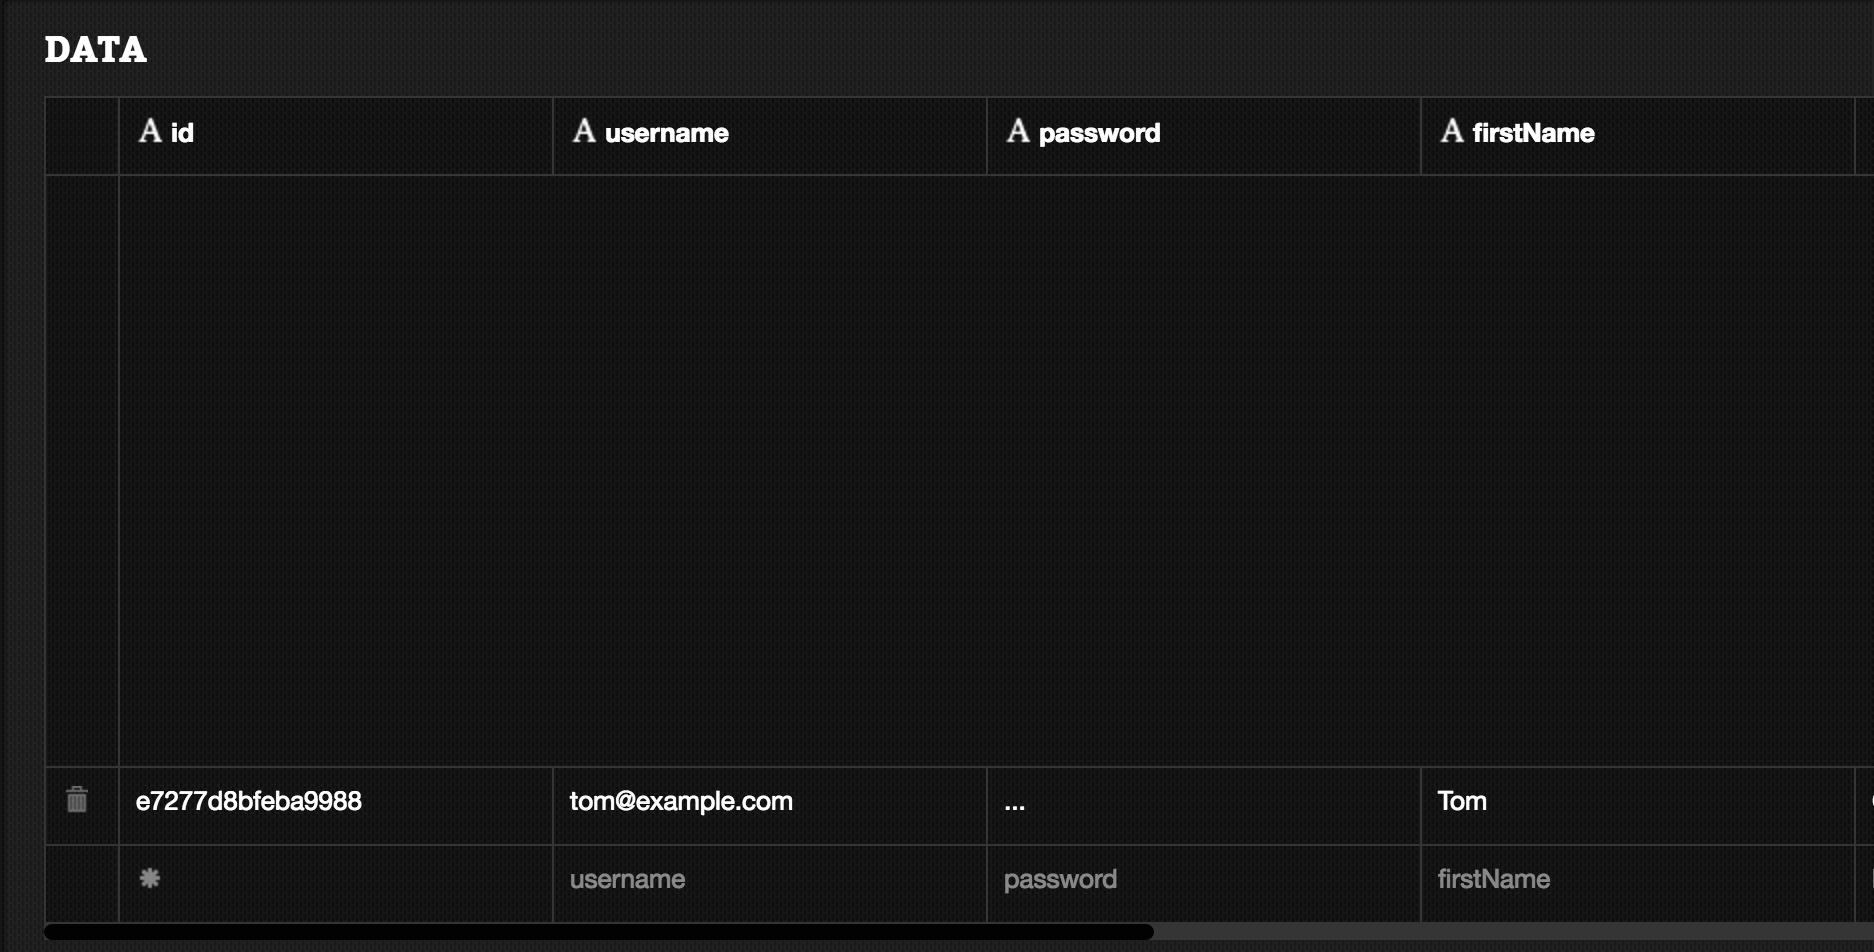 DATA
A id A username A password A firstName
e7277d8bfeba9988 tom@example.com ... Tom
username password firstName